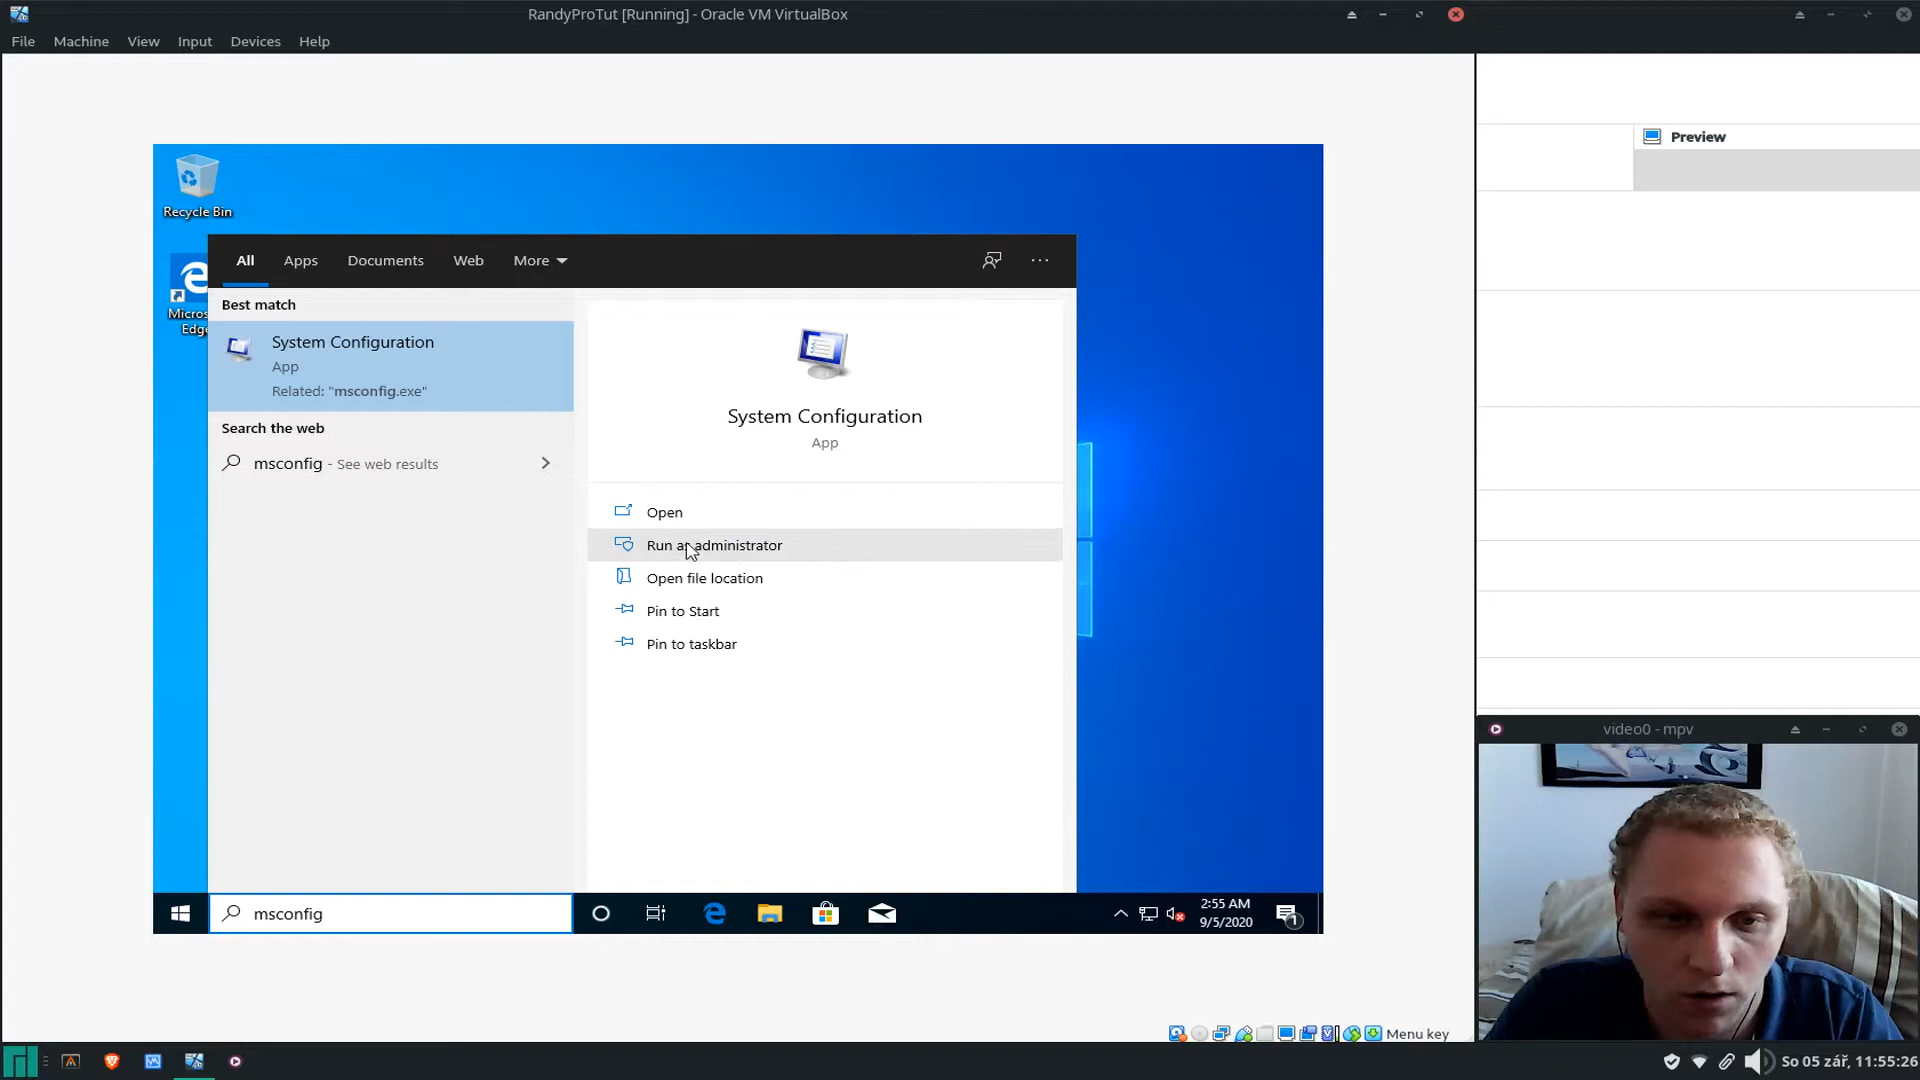 RandyProTut [Running] - Oracle VM VirtualBox
File Machine View Input Devices Help
Preview
Recycle Bin
All Apps Documents Web More
Micros
Edge
Best match
System Configuration
App
Related: "msconfig.exe"
Search the web
msconfig - See web results
System Configuration
App
Open
Run as administrator
Open file location
Pin to Start
Pin to taskbar
video0 - mpv
msconfig
2:55 AM
9/5/2020
1
Menu key
So 05 zář, 11:55:26